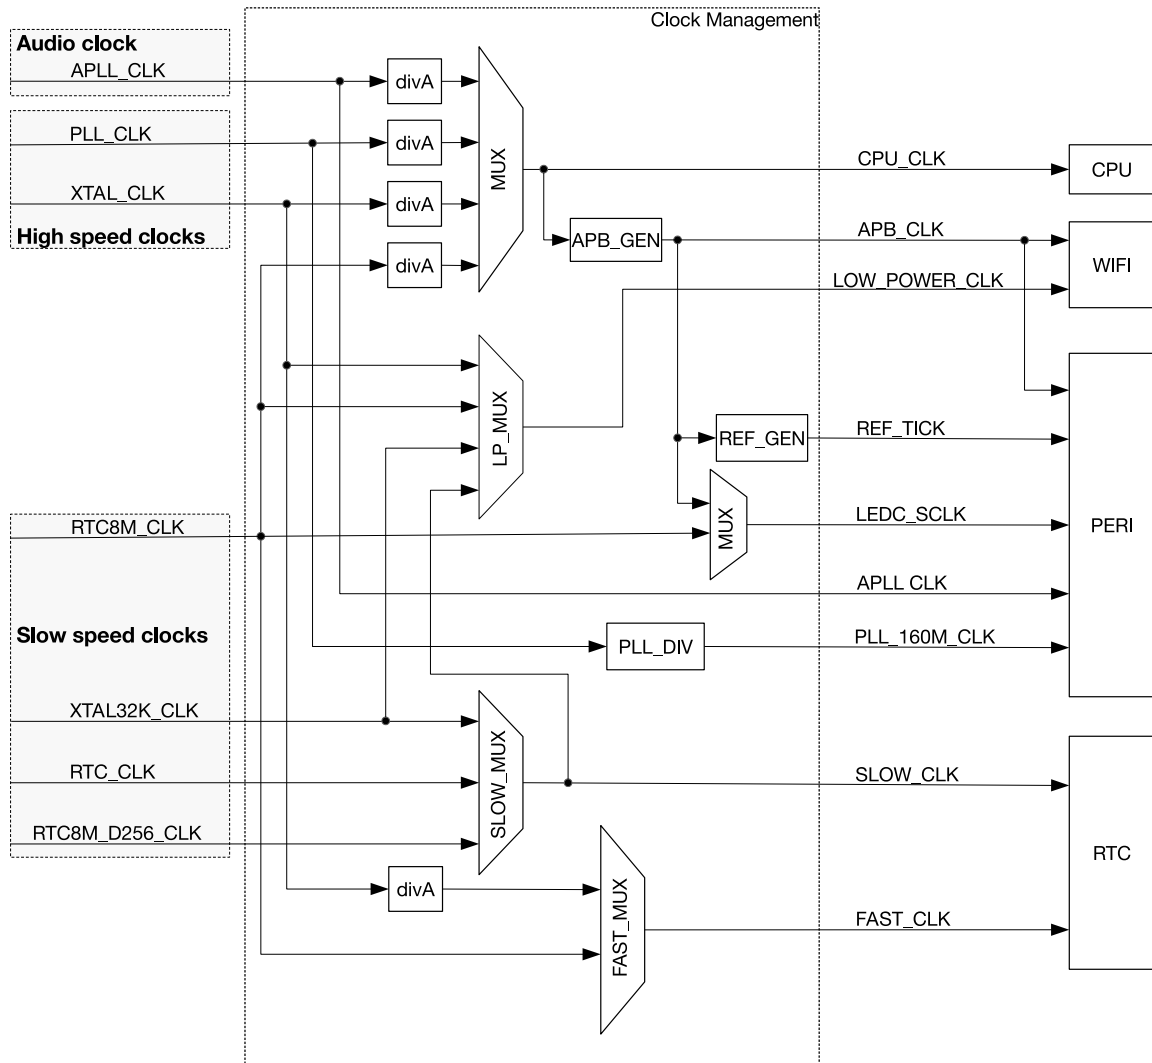 Clock Management
Audio clock
APLL_CLK
divA
PLL_CLK
divA
MUX
CPU_CLK
CPU
XTAL_CLK
divA
High speed clocks
APB_GEN
APB_CLK
WIFI
divA
LOW_POWER_CLK
LP_MUX
REF_GEN
REF_TICK
RTC8M_CLK
MUX
LEDC_SCLK
PERI
APLL CLK
Slow speed clocks
PLL_DIV
PLL_160M_CLK
XTAL32K_CLK
RTC_CLK
SLOW_MUX
SLOW_CLK
RTC8M_D256_CLK
RTC
divA
FAST_MUX
FAST_CLK